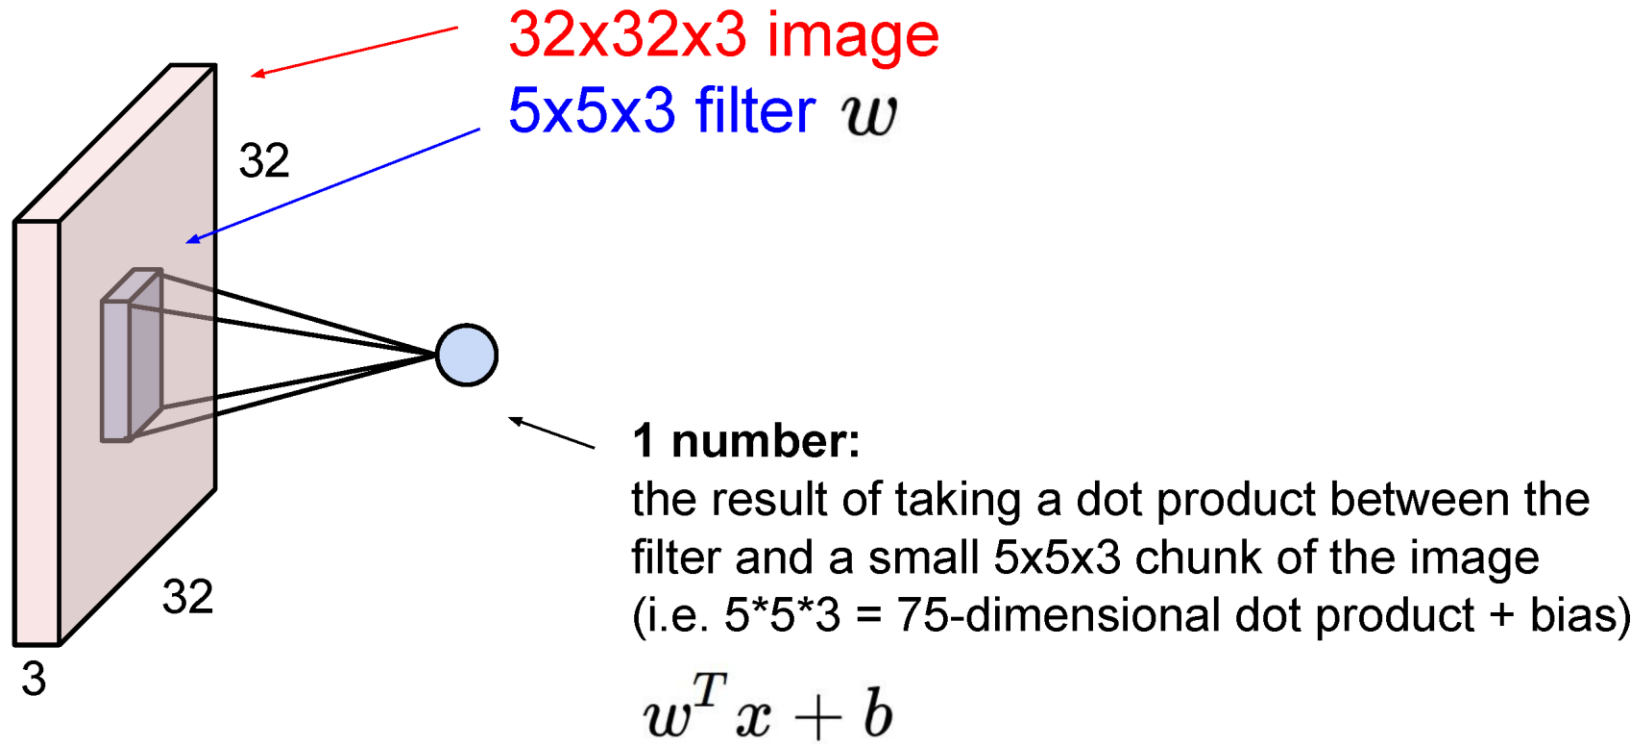 32x32x3 image
5x5x3 filter w
32
32
3
1 number:
the result of taking a dot product between the
filter and a small 5x5x3 chunk of the image
(i.e. 5*5*3 = 75-dimensional dot product + bias)
w^T x + b